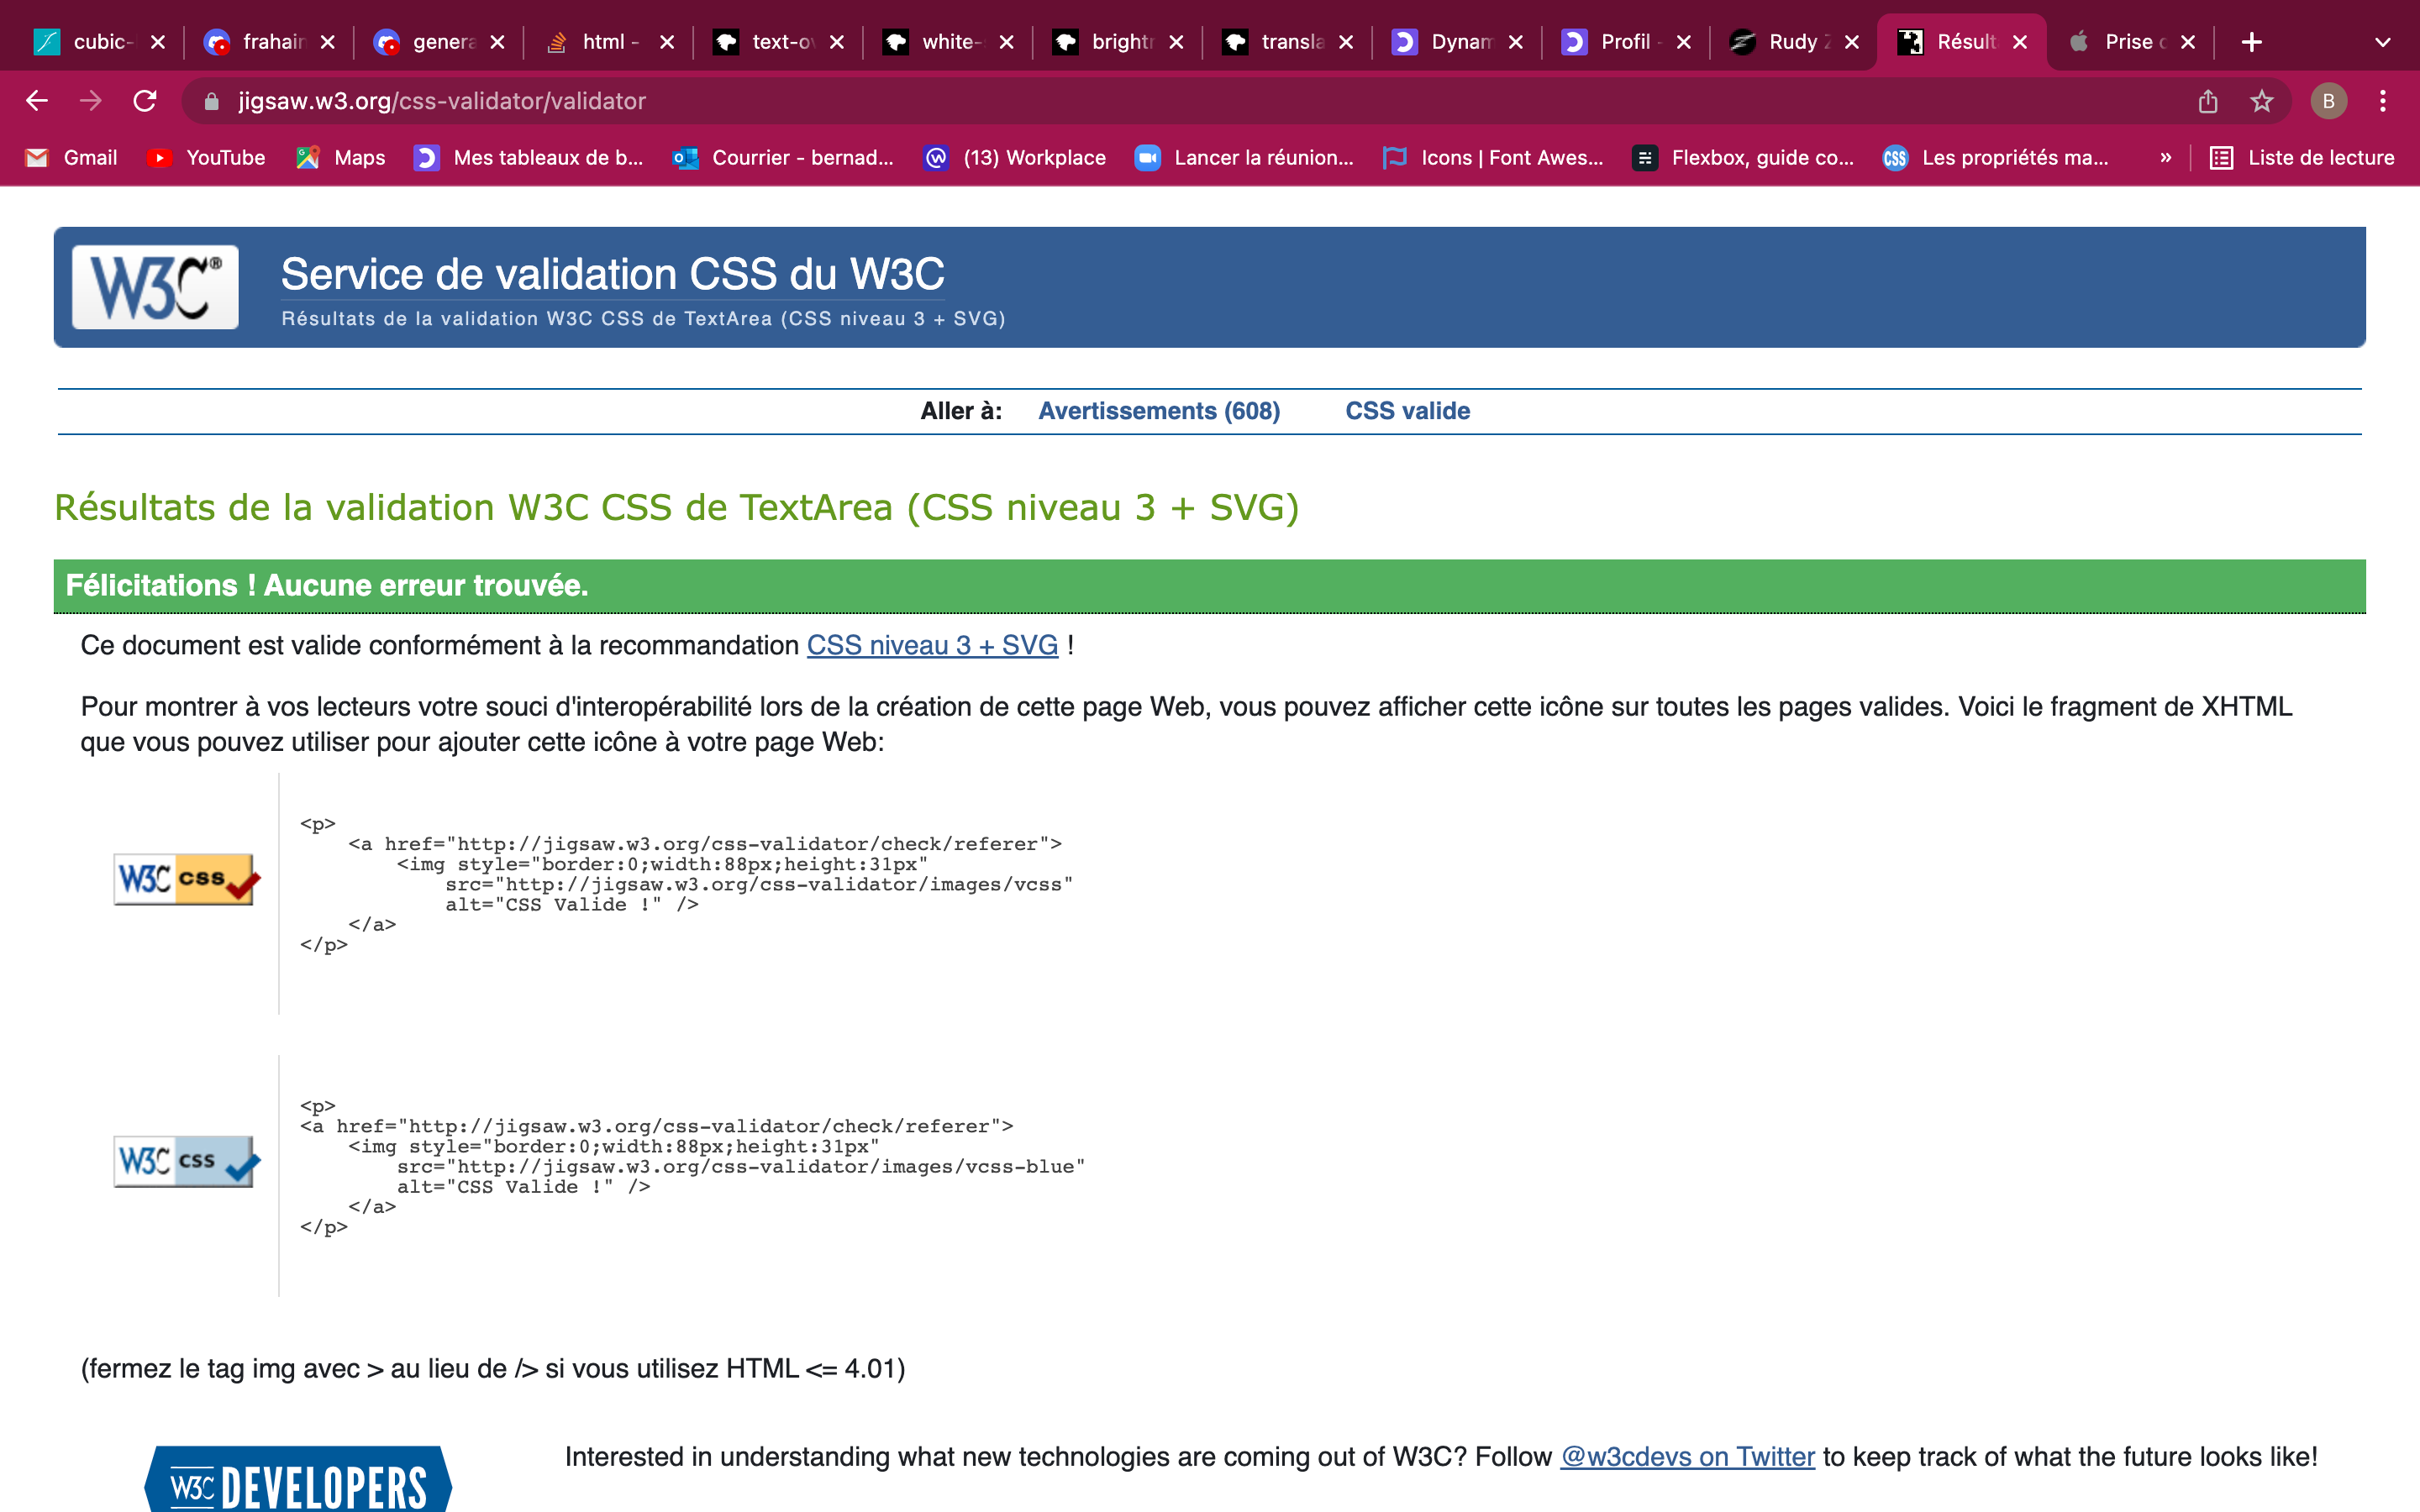 cubic- frahair genera html - text-ov white- brightn transla Dynam Profil - Rudy Z Résult Prise d
jigsaw.w3.org/css-validator/validator B
Gmail YouTube Maps Mes tableaux de b... Courrier - bernad... (13) Workplace Lancer la réunion... Icons | Font Awes... Flexbox, guide co... CSS Les propriétés ma... » Liste de lecture
W3C® Service de validation CSS du W3C
Résultats de la validation W3C CSS de TextArea (CSS niveau 3 + SVG)
Aller à: Avertissements (608) CSS valide
Résultats de la validation W3C CSS de TextArea (CSS niveau 3 + SVG)
Félicitations ! Aucune erreur trouvée.
Ce document est valide conformément à la recommandation CSS niveau 3 + SVG !
Pour montrer à vos lecteurs votre souci d'interopérabilité lors de la création de cette page Web, vous pouvez afficher cette icône sur toutes les pages valides. Voici le fragment de XHTML
que vous pouvez utiliser pour ajouter cette icône à votre page Web:
W3C css
<p>
<a href="http://jigsaw.w3.org/css-validator/check/referer">
<img style="border:0;width:88px;height:31px"
src="http://jigsaw.w3.org/css-validator/images/vcss"
alt="CSS Valide !" />
</a>
</p>
W3C css
<p>
<a href="http://jigsaw.w3.org/css-validator/check/referer">
<img style="border:0;width:88px;height:31px"
src="http://jigsaw.w3.org/css-validator/images/vcss-blue"
alt="CSS Valide !" />
</a>
</p>
(fermez le tag img avec > au lieu de /> si vous utilisez HTML <= 4.01)
W3C DEVELOPERS
Interested in understanding what new technologies are coming out of W3C? Follow @w3cdevs on Twitter to keep track of what the future looks like!